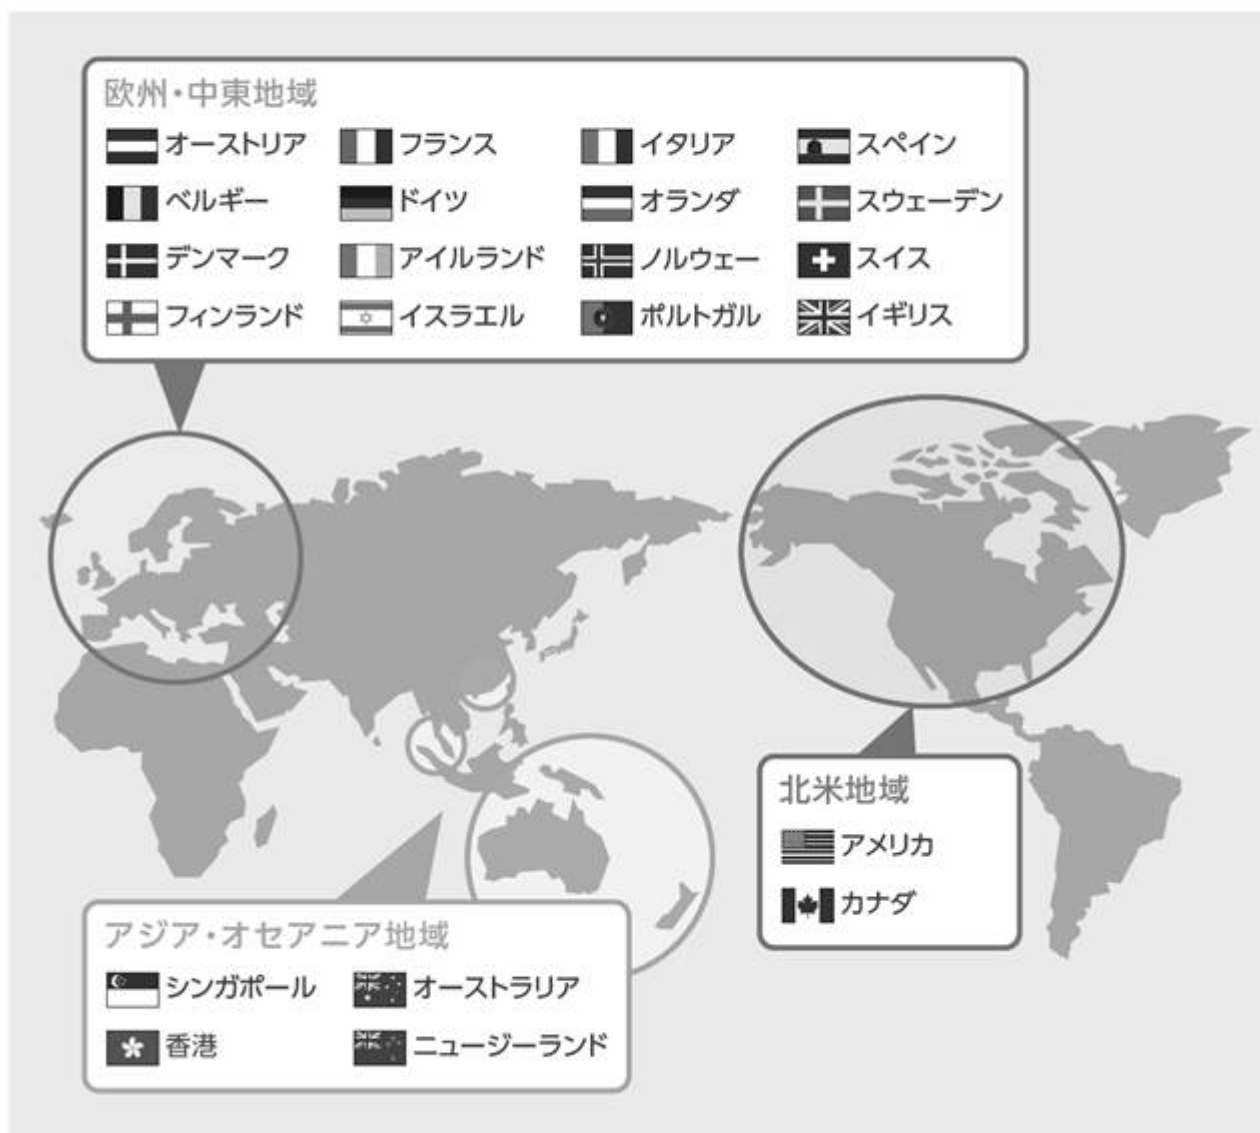 欧州・中東地域
オーストリア フランス イタリア スペイン
ベルギー ドイツ オランダ スウェーデン
デンマーク アイルランド ノルウェー スイス
フィンランド イスラエル ポルトガル イギリス
北米地域
アメリカ
カナダ
アジア・オセアニア地域
シンガポール オーストラリア
香港 ニュージーランド